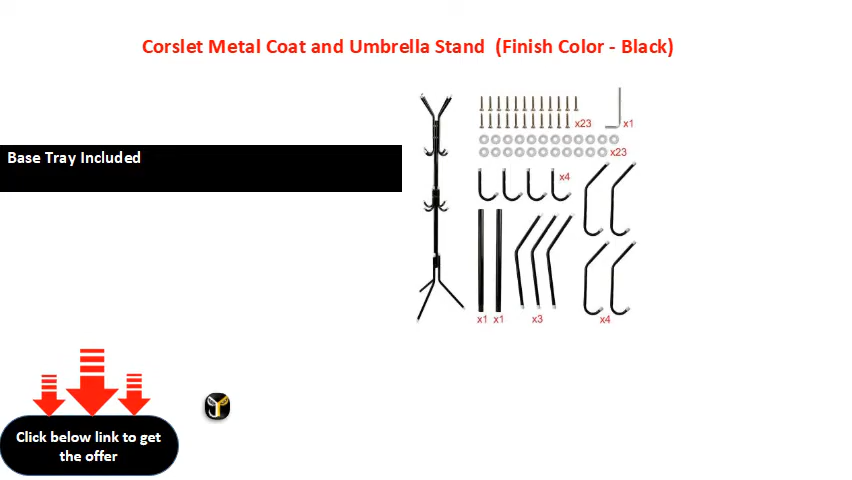 Corslet Metal Coat and Umbrella Stand  (Finish Color - Black)
x23
x1
Base Tray Included
x23
x4
x1 x1 x3 x4
Click below link to get
the offer